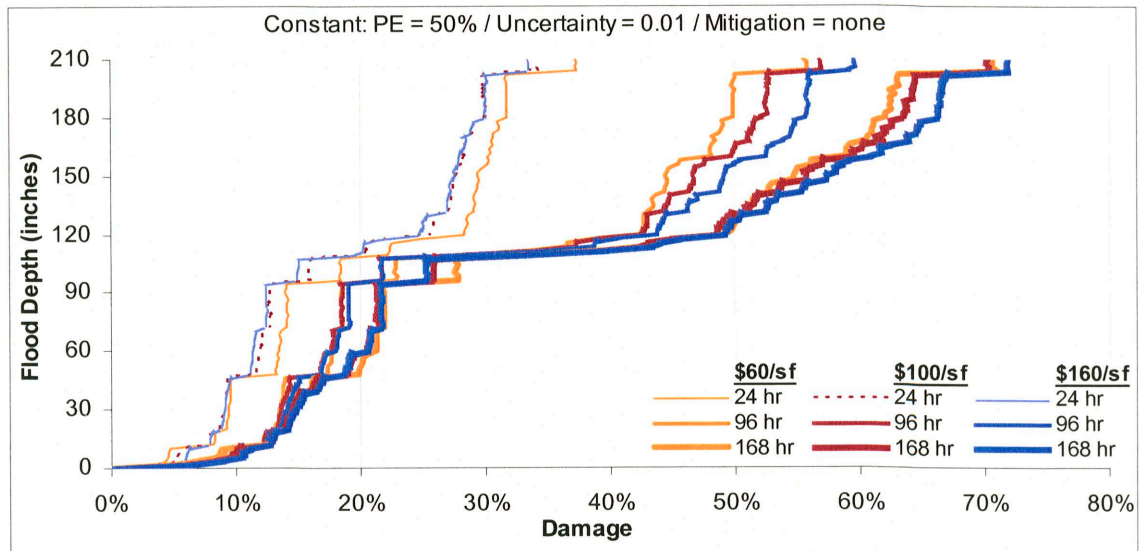 Constant: PE = 50% / Uncertainty = 0.01 / Mitigation = none
210
180
150
120
90
60
30
0
Flood Depth (inches)
0% 10% 20% 30% 40% 50% 60% 70% 80%
Damage
$60/sf $100/sf $160/sf
24 hr 24 hr 24 hr
96 hr 96 hr 96 hr
168 hr 168 hr 168 hr